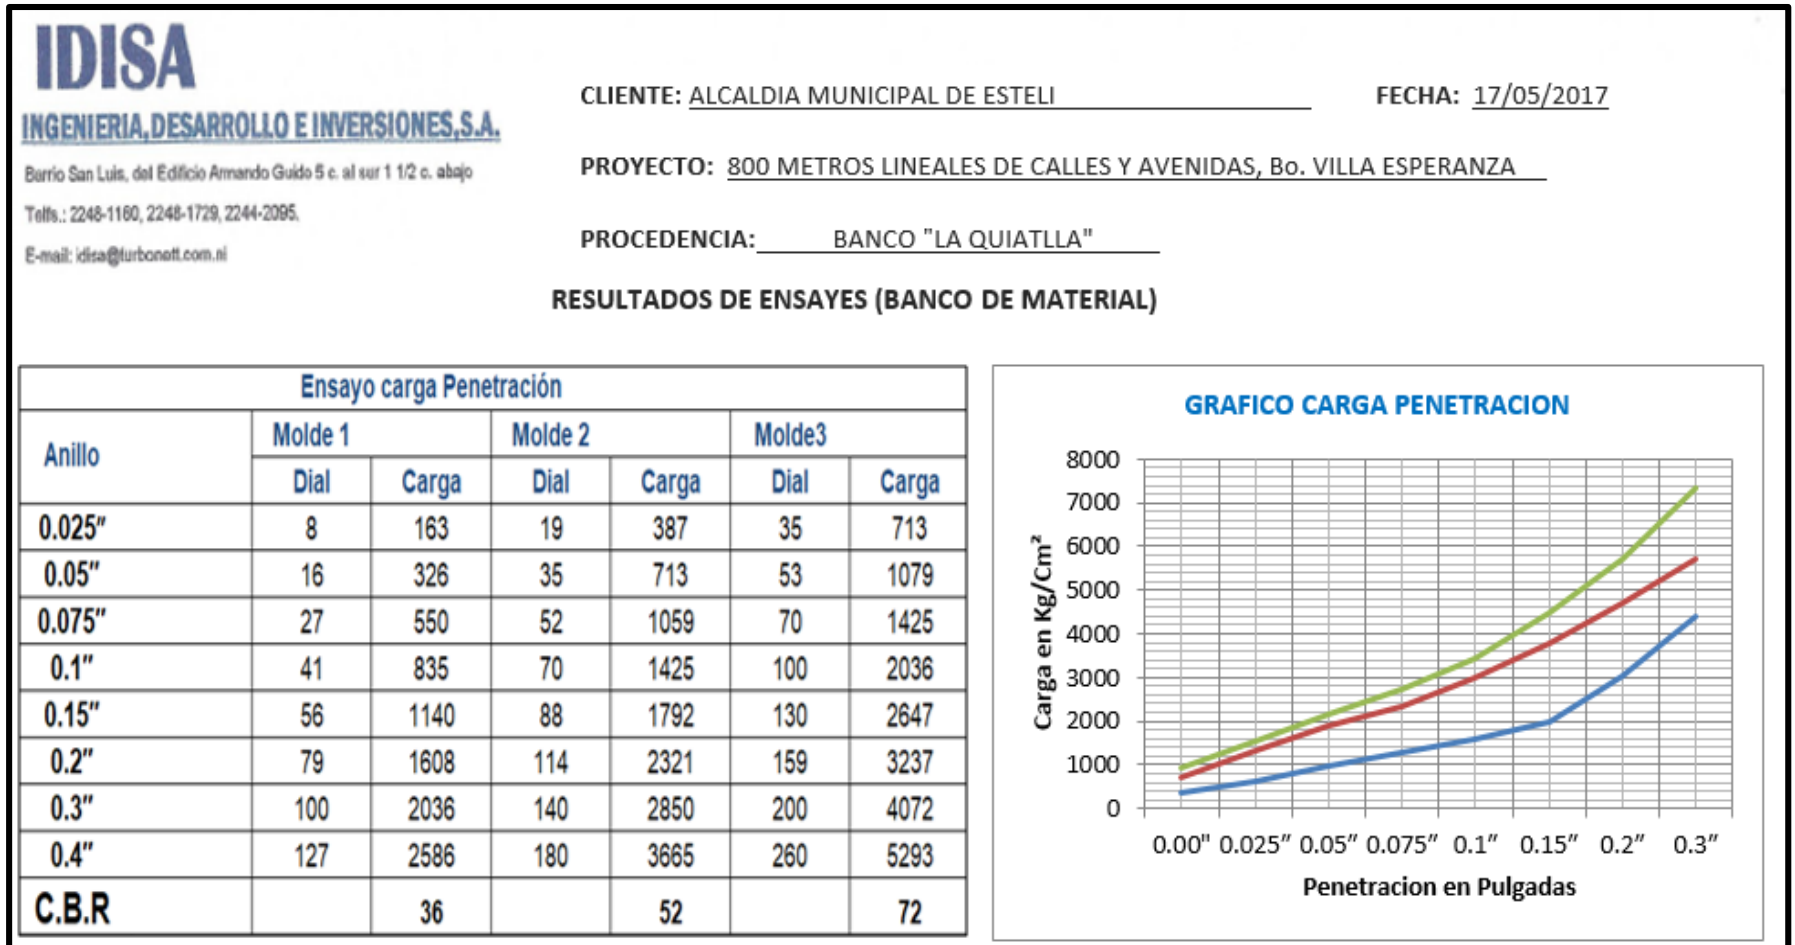 IDISA
INGENIERIA, DESARROLLO E INVERSIONES, S.A.
Barrio San Luis, del Edificio Armando Guido 5 c. al sur 1 1/2 c. abajo
Telfs.: 2248-1160, 2248-1729, 2244-2095.
E-mail: idisa@turbonett.com.ni
CLIENTE: ALCALDIA MUNICIPAL DE ESTELI FECHA: 17/05/2017
PROYECTO: 800 METROS LINEALES DE CALLES Y AVENIDAS, Bo. VILLA ESPERANZA
PROCEDENCIA: BANCO "LA QUIATLLA"
RESULTADOS DE ENSAYES (BANCO DE MATERIAL)
Ensayo carga Penetración
Anillo Molde 1 Molde 2 Molde3
Dial Carga Dial Carga Dial Carga
0.025" 8 163 19 387 35 713
0.05" 16 326 35 713 53 1079
0.075" 27 550 52 1059 70 1425
0.1" 41 835 70 1425 100 2036
0.15" 56 1140 88 1792 130 2647
0.2" 79 1608 114 2321 159 3237
0.3" 100 2036 140 2850 200 4072
0.4" 127 2586 180 3665 260 5293
C.B.R 36 52 72
GRAFICO CARGA PENETRACION
Carga en Kg/Cm²
8000
7000
6000
5000
4000
3000
2000
1000
0
0.00" 0.025" 0.05" 0.075" 0.1" 0.15" 0.2" 0.3"
Penetracion en Pulgadas